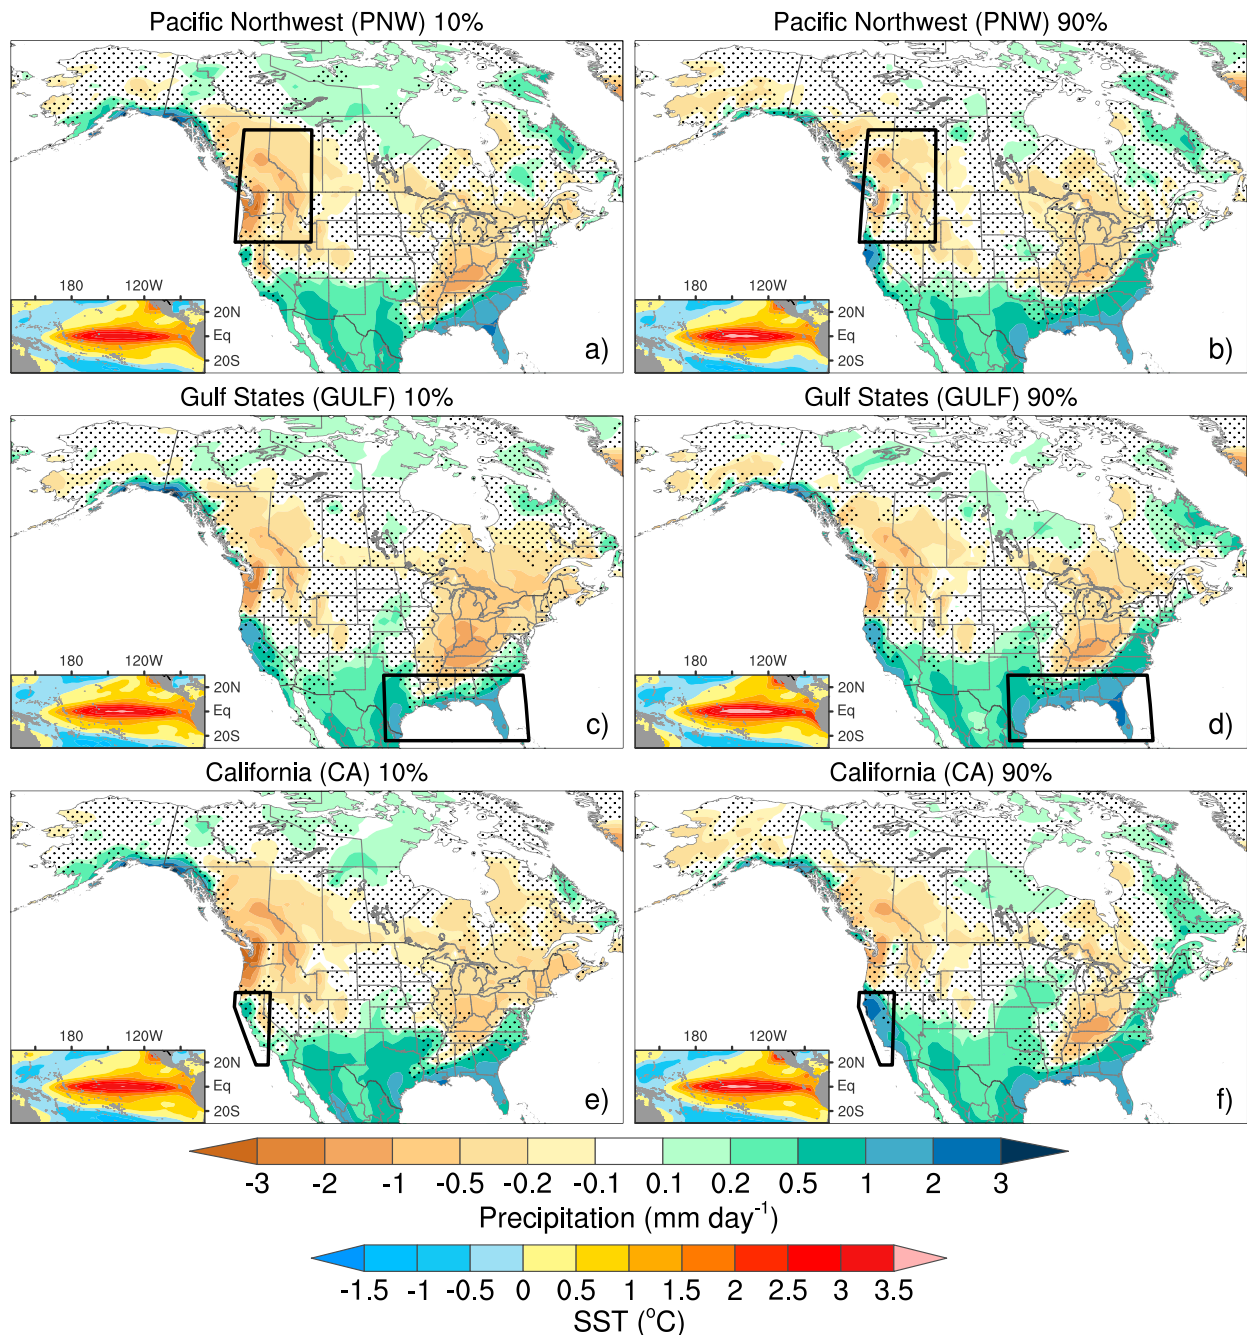 Pacific Northwest (PNW) 10%
Pacific Northwest (PNW) 90%
180 120W
20N
Eq
20S
a)
180 120W
20N
Eq
20S
b)
Gulf States (GULF) 10%
Gulf States (GULF) 90%
180 120W
20N
Eq
20S
c)
180 120W
20N
Eq
20S
d)
California (CA) 10%
California (CA) 90%
180 120W
20N
Eq
20S
e)
180 120W
20N
Eq
20S
f)
-3 -2 -1 -0.5 -0.2 -0.1 0.1 0.2 0.5 1 2 3
Precipitation (mm day⁻¹)
-1.5 -1 -0.5 0 0.5 1 1.5 2 2.5 3 3.5
SST (°C)